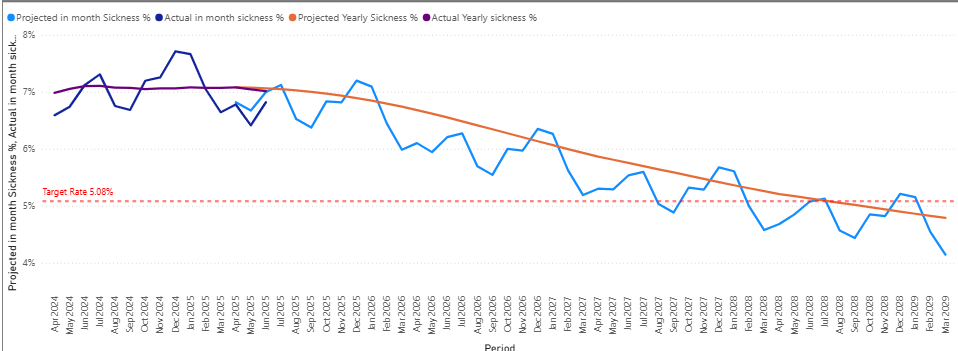 Projected in month Sickness % Actual in month sickness % Projected Yearly Sickness % Actual Yearly sickness %
Projected in month Sickness %, Actual in month sick...
8%
7%
6%
5%
4%
Target Rate 5.08%
Apr 2024
May 2024
Jun 2024
Jul 2024
Aug 2024
Sep 2024
Oct 2024
Nov 2024
Dec 2024
Jan 2025
Feb 2025
Mar 2025
Apr 2025
May 2025
Jun 2025
Jul 2025
Aug 2025
Sep 2025
Oct 2025
Nov 2025
Dec 2025
Jan 2026
Feb 2026
Mar 2026
Apr 2026
May 2026
Jun 2026
Jul 2026
Aug 2026
Sep 2026
Oct 2026
Nov 2026
Dec 2026
Jan 2027
Feb 2027
Mar 2027
Apr 2027
May 2027
Jun 2027
Jul 2027
Aug 2027
Sep 2027
Oct 2027
Nov 2027
Dec 2027
Jan 2028
Feb 2028
Mar 2028
Apr 2028
May 2028
Jun 2028
Jul 2028
Aug 2028
Sep 2028
Oct 2028
Nov 2028
Dec 2028
Jan 2029
Feb 2029
Mar 2029
Period